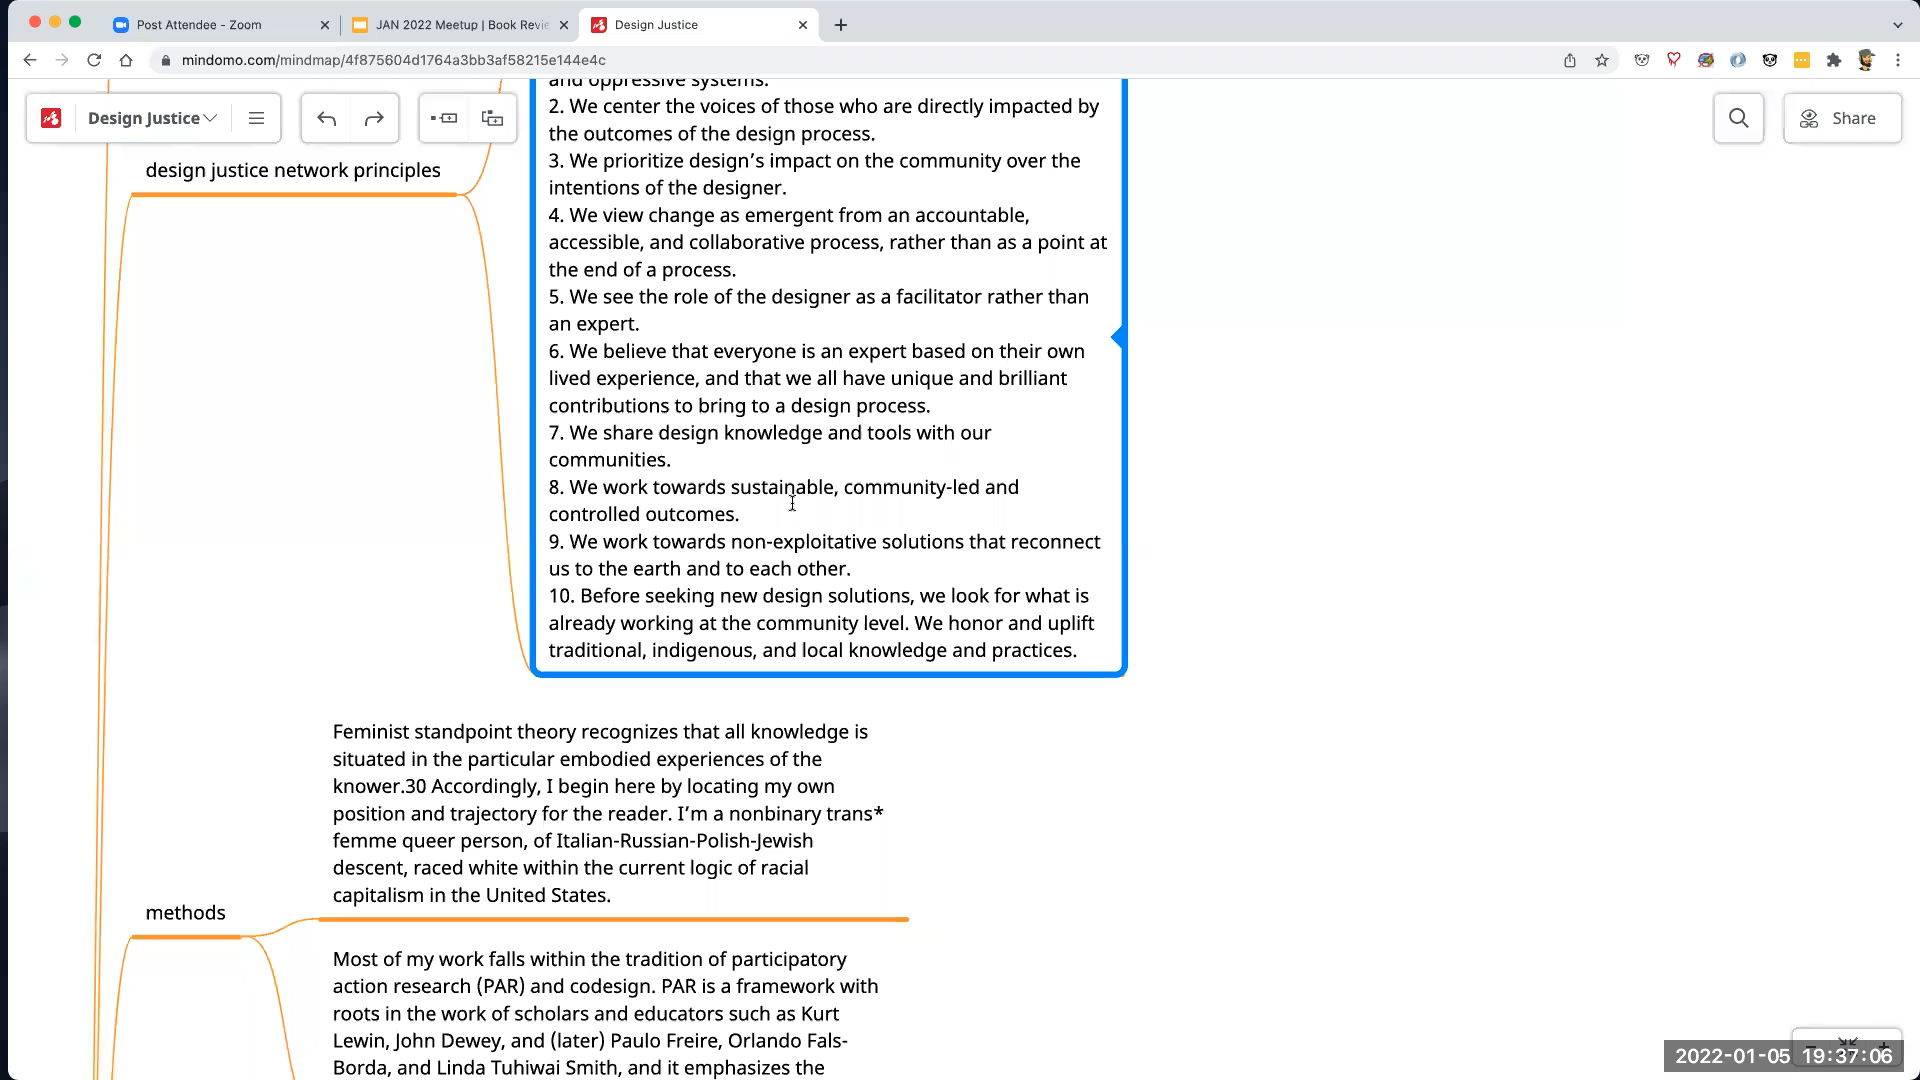 Post Attendee - Zoom
JAN 2022 Meetup | Book Revie
Design Justice
mindomo.com/mindmap/4f875604d1764a3bb3af58215e144e4c
Design Justice
Share
design justice network principles
and oppressive systems.
2. We center the voices of those who are directly impacted by
the outcomes of the design process.
3. We prioritize design’s impact on the community over the
intentions of the designer.
4. We view change as emergent from an accountable,
accessible, and collaborative process, rather than as a point at
the end of a process.
5. We see the role of the designer as a facilitator rather than
an expert.
6. We believe that everyone is an expert based on their own
lived experience, and that we all have unique and brilliant
contributions to bring to a design process.
7. We share design knowledge and tools with our
communities.
8. We work towards sustainable, community-led and
controlled outcomes.
9. We work towards non-exploitative solutions that reconnect
us to the earth and to each other.
10. Before seeking new design solutions, we look for what is
already working at the community level. We honor and uplift
traditional, indigenous, and local knowledge and practices.
Feminist standpoint theory recognizes that all knowledge is
situated in the particular embodied experiences of the
knower.30 Accordingly, I begin here by locating my own
position and trajectory for the reader. I’m a nonbinary trans*
femme queer person, of Italian-Russian-Polish-Jewish
descent, raced white within the current logic of racial
capitalism in the United States.
methods
Most of my work falls within the tradition of participatory
action research (PAR) and codesign. PAR is a framework with
roots in the work of scholars and educators such as Kurt
Lewin, John Dewey, and (later) Paulo Freire, Orlando Fals-
Borda, and Linda Tuhiwai Smith, and it emphasizes the
2022-01-05 19:37:06